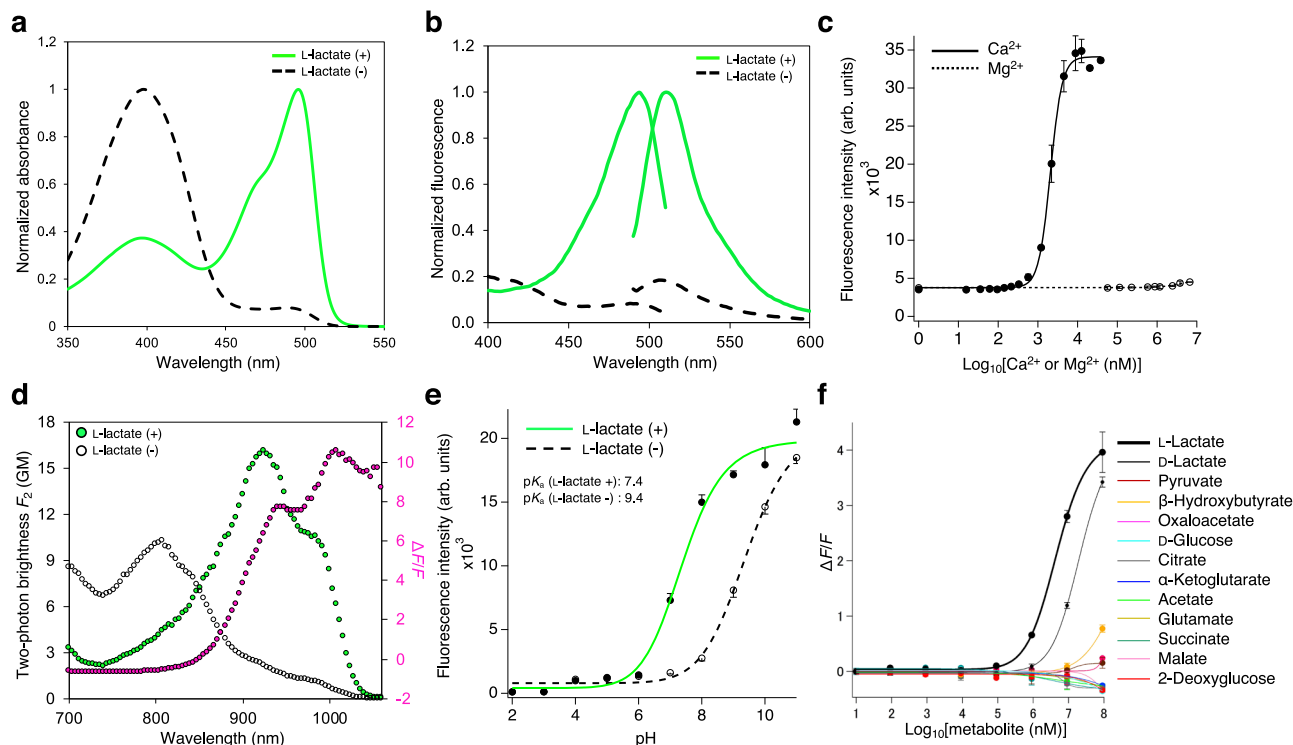 a
L-lactate (+)
L-lactate (-)
Normalized absorbance
1.2
1
0.8
0.6
0.4
0.2
0
350
400
450
500
550
Wavelength (nm)
b
L-lactate (+)
L-lactate (-)
Normalized fluorescence
1.2
1.0
0.8
0.6
0.4
0.2
0.0
400
450
500
550
600
Wavelength (nm)
c
Ca²⁺
Mg²⁺
Fluorescence intensity (arb. units)
x10³
35
30
25
20
15
10
5
0
0
1
2
3
4
5
6
7
Log₁₀[Ca²⁺ or Mg²⁺ (nM)]
d
L-lactate (+)
L-lactate (-)
Two-photon brightness F₂ (GM)
18
15
12
9
6
3
0
12
10
8
6
4
2
0
-2
ΔF/F
700
800
900
1000
Wavelength (nm)
e
L-lactate (+)
L-lactate (-)
pKₐ (L-lactate +): 7.4
pKₐ (L-lactate -) : 9.4
Fluorescence intensity (arb. units)
x10³
20
10
0
2
4
6
8
10
pH
f
ΔF/F
4
2
0
1
2
3
4
5
6
7
8
Log₁₀[metabolite (nM)]
L-Lactate
D-Lactate
Pyruvate
β-Hydroxybutyrate
Oxaloacetate
D-Glucose
Citrate
α-Ketoglutarate
Acetate
Glutamate
Succinate
Malate
2-Deoxyglucose